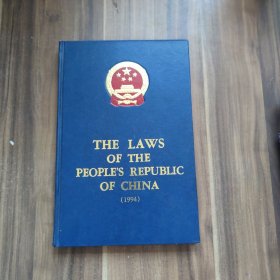 THE LAWS
OF THE
PEOPLE'S REPUBLIC
OF CHINA
(1994)